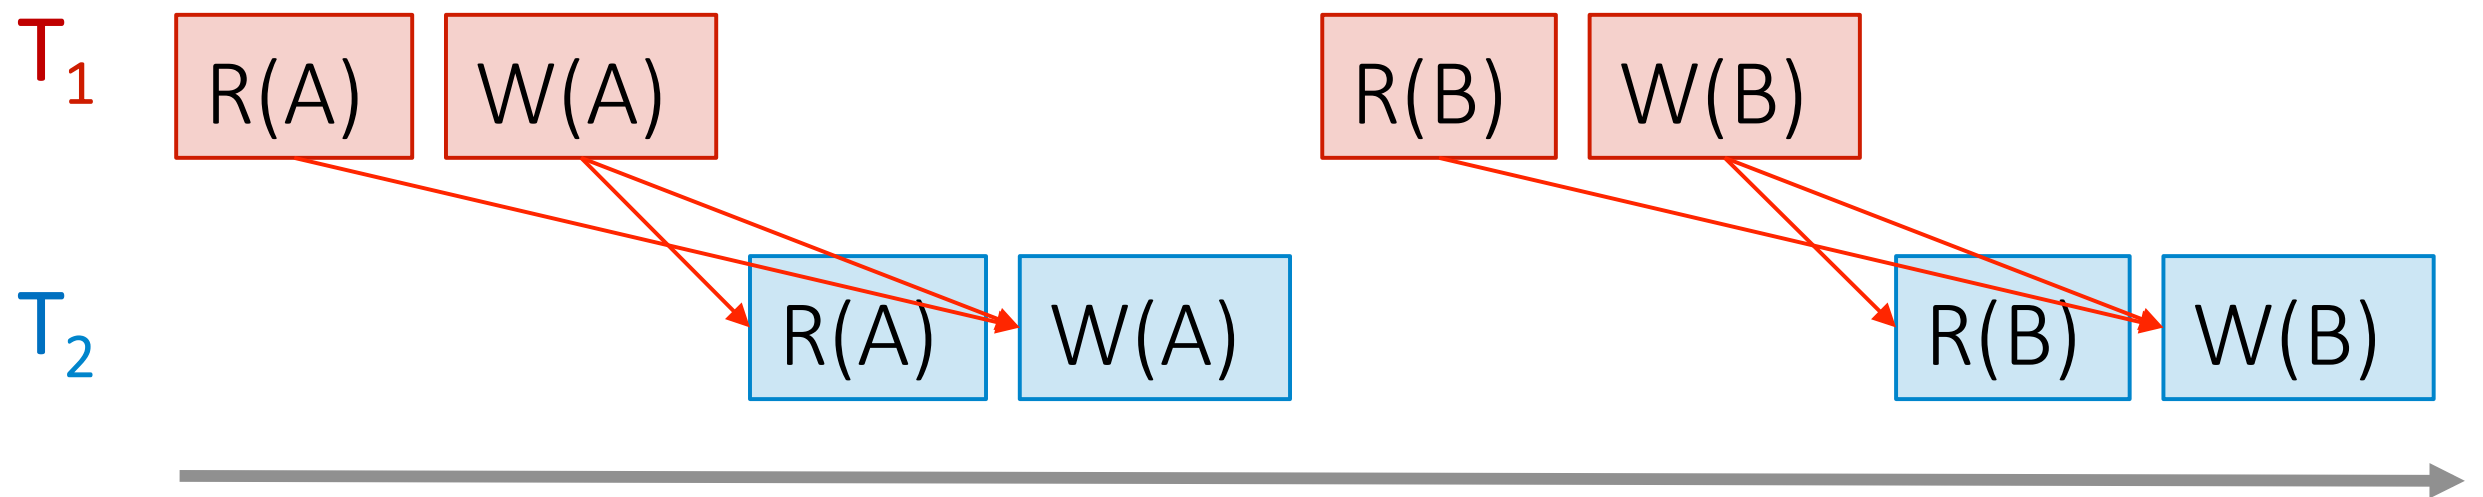 T₁ R(A) W(A) R(B) W(B)
T₂ R(A) W(A) R(B) W(B)